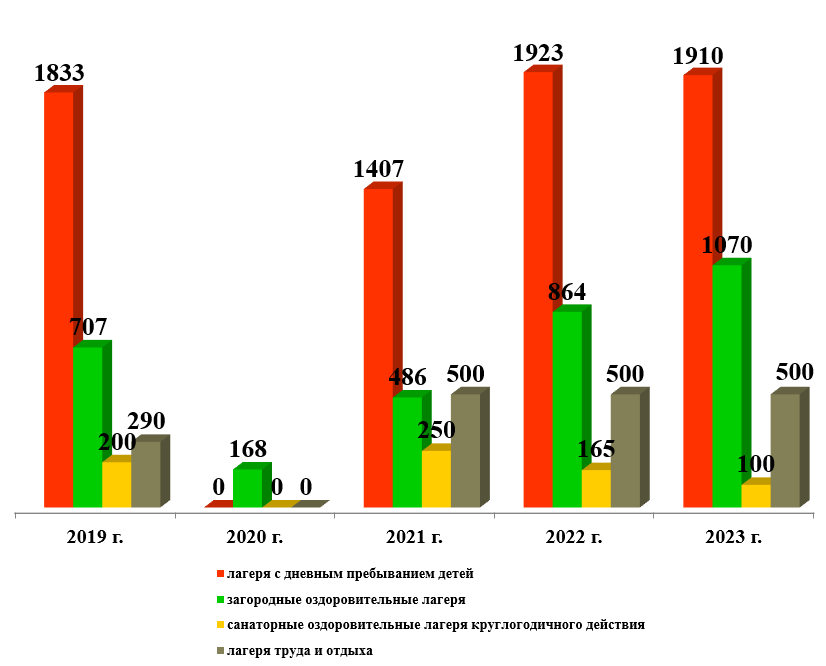 1833
707
200
290
0
168
0
0
1407
486
250
500
1923
864
165
500
1910
1070
100
500
2019 г.
2020 г.
2021 г.
2022 г.
2023 г.
лагеря с дневным пребыванием детей
загородные оздоровительные лагеря
санаторные оздоровительные лагеря круглогодичного действия
лагеря труда и отдыха